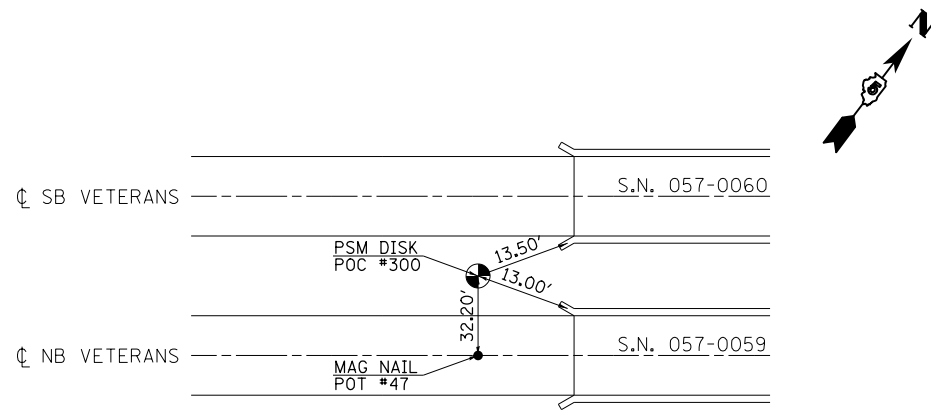 N
5
℄ SB VETERANS
S.N. 057-0060
PSM DISK
POC #300
13.50'
13.00'
32.20'
℄ NB VETERANS
S.N. 057-0059
MAG NAIL
POT #47